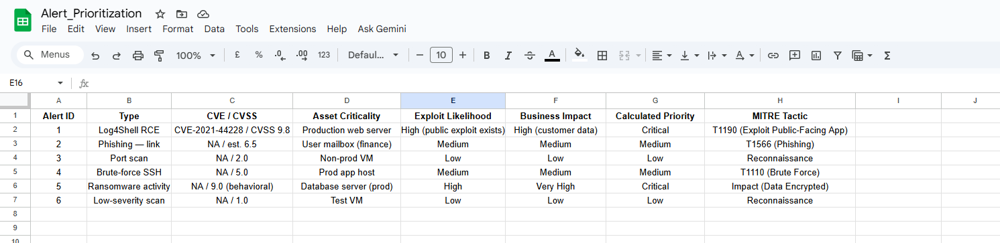 Alert_Prioritization
File Edit View Insert Format Data Tools Extensions Help Ask Gemini
Menus 100% £ % .0 .00 123 Defaul... − 10 + B I S A Σ
E16 fx
A B C D E F G H I J
1 Alert ID Type CVE / CVSS Asset Criticality Exploit Likelihood Business Impact Calculated Priority MITRE Tactic
2 1 Log4Shell RCE CVE-2021-44228 / CVSS 9.8 Production web server High (public exploit exists) High (customer data) Critical T1190 (Exploit Public-Facing App)
3 2 Phishing — link NA / est. 6.5 User mailbox (finance) Medium Medium Medium T1566 (Phishing)
4 3 Port scan NA / 2.0 Non-prod VM Low Low Low Reconnaissance
5 4 Brute-force SSH NA / 5.0 Prod app host Medium Medium Medium T1110 (Brute Force)
6 5 Ransomware activity NA / 9.0 (behavioral) Database server (prod) High Very High Critical Impact (Data Encrypted)
7 6 Low-severity scan NA / 1.0 Test VM Low Low Low Reconnaissance
8
9
10